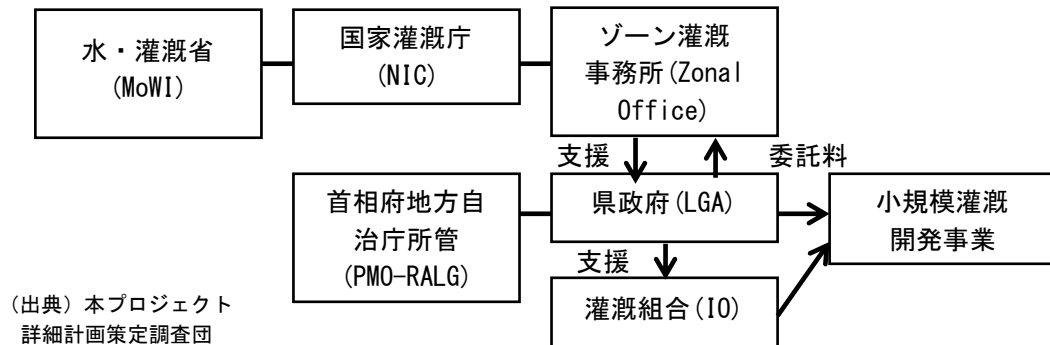 水・灌漑省
(MoWI)
国家灌漑庁
(NIC)
ゾーン灌漑
事務所(Zonal
Office)
支援
委託料
首相府地方自
治庁所管
(PMO-RALG)
県政府(LGA)
小規模灌漑
開発事業
支援
灌漑組合(IO)
（出典）本プロジェクト
詳細計画策定調査団